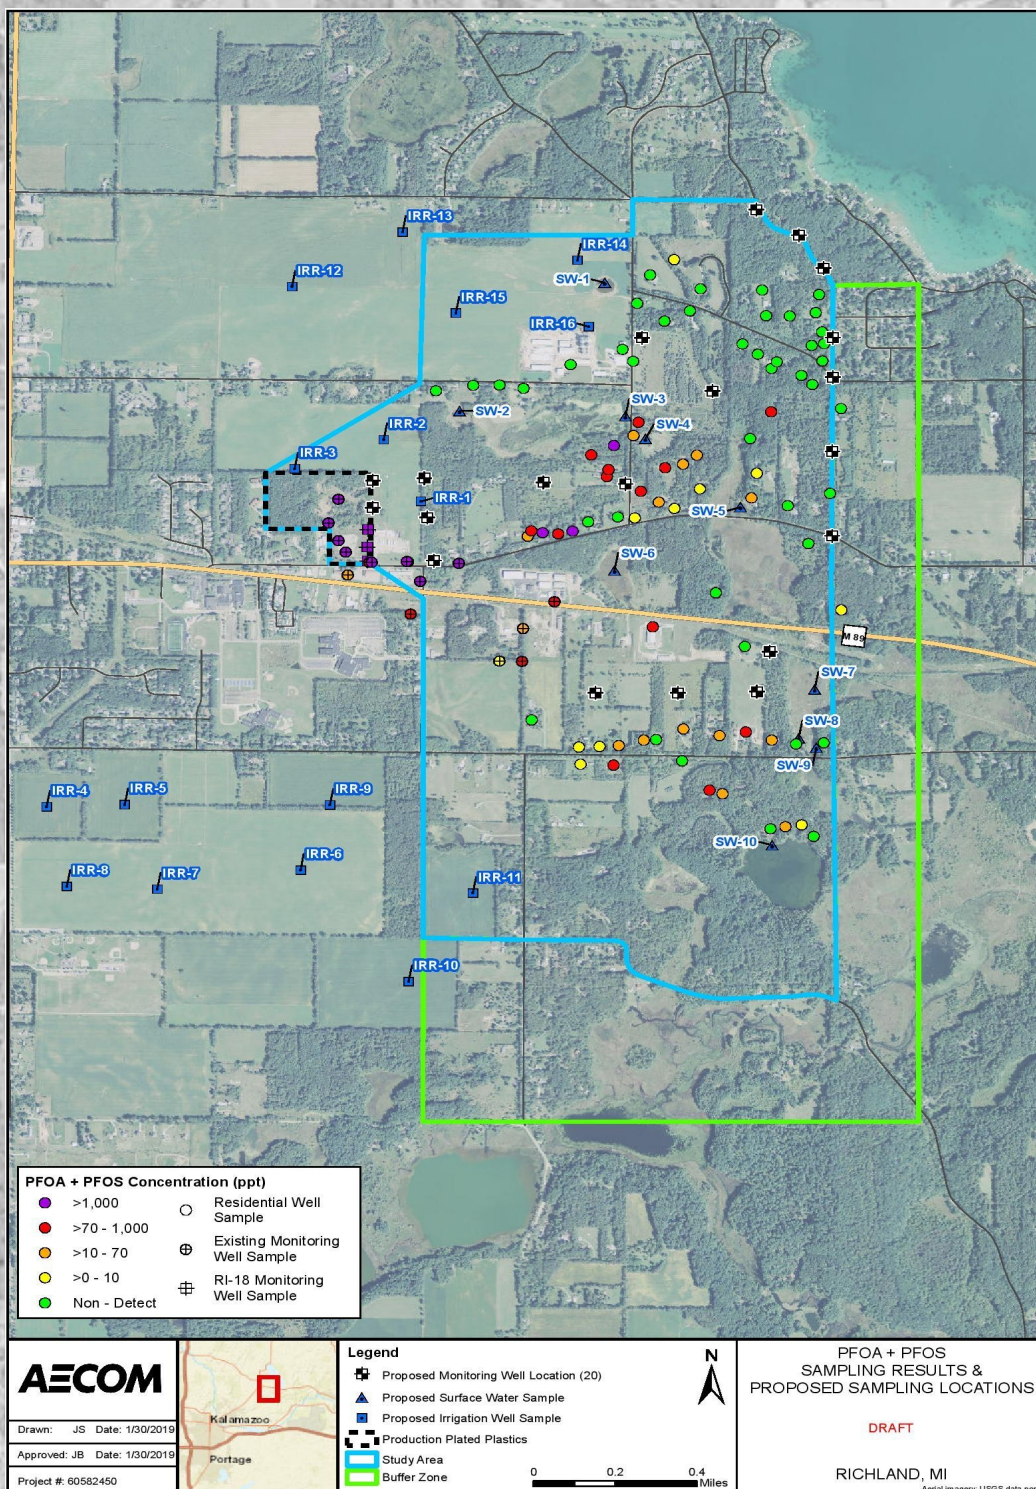 IRR-13
IRR-14
IRR-12
SW-1
IRR-15
IRR-16
SW-3
SW-2
SW-4
IRR-2
IRR-3
IRR-1
SW-5
SW-6
M 89
SW-7
SW-8
SW-9
IRR-4
IRR-5
IRR-9
SW-10
IRR-6
IRR-8
IRR-7
IRR-11
IRR-10
PFOA + PFOS Concentration (ppt)
>1,000
>70 - 1,000
>10 - 70
>0 - 10
Non - Detect
Residential Well
Sample
Existing Monitoring
Well Sample
RI-18 Monitoring
Well Sample
AECOM
Drawn: JS Date: 1/30/2019
Approved: JB Date: 1/30/2019
Project #: 60582450
Kalamazoo
Portage
Legend
Proposed Monitoring Well Location (20)
Proposed Surface Water Sample
Proposed Irrigation Well Sample
Production Plated Plastics
Study Area
Buffer Zone
N
0 0.2 0.4
Miles
PFOA + PFOS
SAMPLING RESULTS &
PROPOSED SAMPLING LOCATIONS
DRAFT
RICHLAND, MI